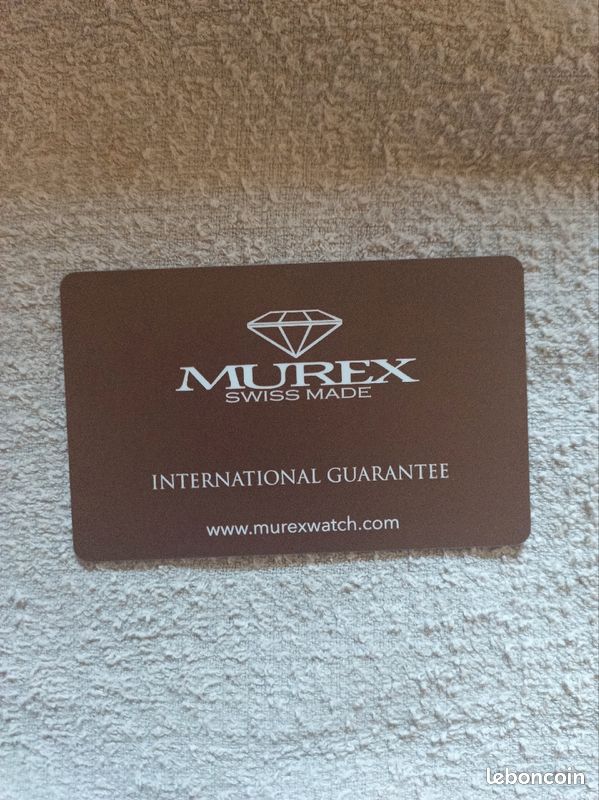 MUREX
SWISS MADE
INTERNATIONAL GUARANTEE
www.murexwatch.com
leboncoin